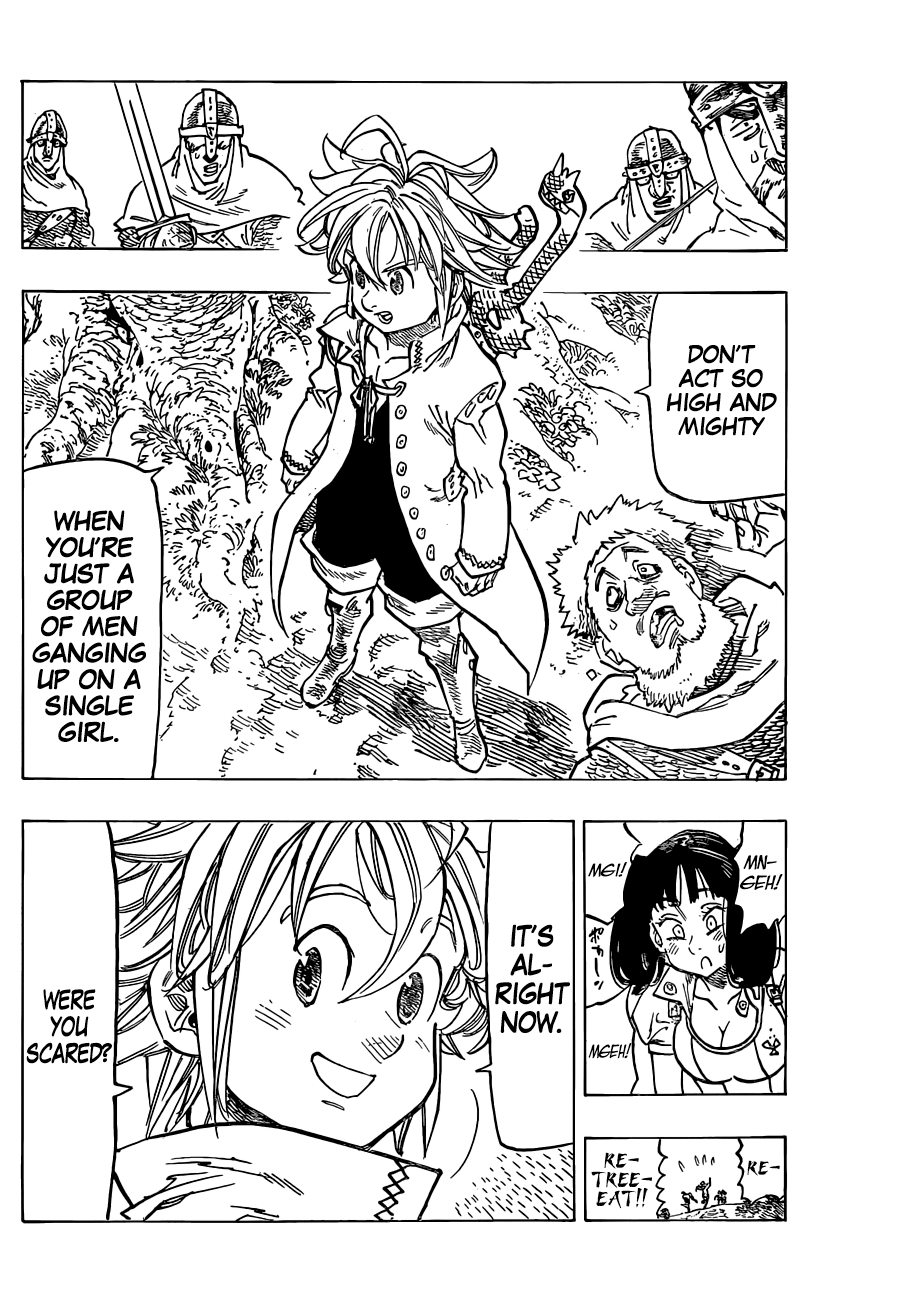 DON'T
ACT SO
HIGH AND
MIGHTY
WHEN
YOU'RE
JUST A
GROUP
OF MEN
GANGING
UP ON A
SINGLE
GIRL.
MN-
GEH!
MGI!
MGEH!
RE-
RE-
TREE-
EAT!!
IT'S
AL-
RIGHT
NOW.
WERE
YOU
SCARED?